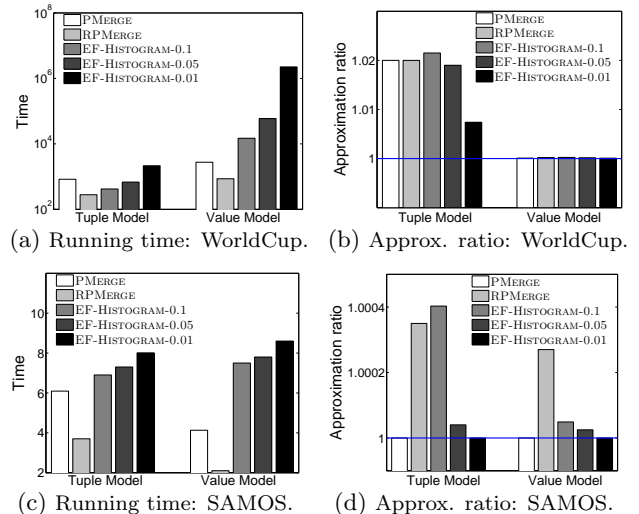 10^8
10^6
10^4
10^2
Time
PMERGE
RPMERGE
EF-HISTOGRAM-0.1
EF-HISTOGRAM-0.05
EF-HISTOGRAM-0.01
Tuple Model
Value Model
(a) Running time: WorldCup.
1.02
1.01
1
Approximation ratio
PMERGE
RPMERGE
EF-HISTOGRAM-0.1
EF-HISTOGRAM-0.05
EF-HISTOGRAM-0.01
Tuple Model
Value Model
(b) Approx. ratio: WorldCup.
10
8
6
4
2
Time
PMERGE
RPMERGE
EF-HISTOGRAM-0.1
EF-HISTOGRAM-0.05
EF-HISTOGRAM-0.01
Tuple Model
Value Model
(c) Running time: SAMOS.
1.0004
1.0002
1
Approximation ratio
PMERGE
RPMERGE
EF-HISTOGRAM-0.1
EF-HISTOGRAM-0.05
EF-HISTOGRAM-0.01
Tuple Model
Value Model
(d) Approx. ratio: SAMOS.